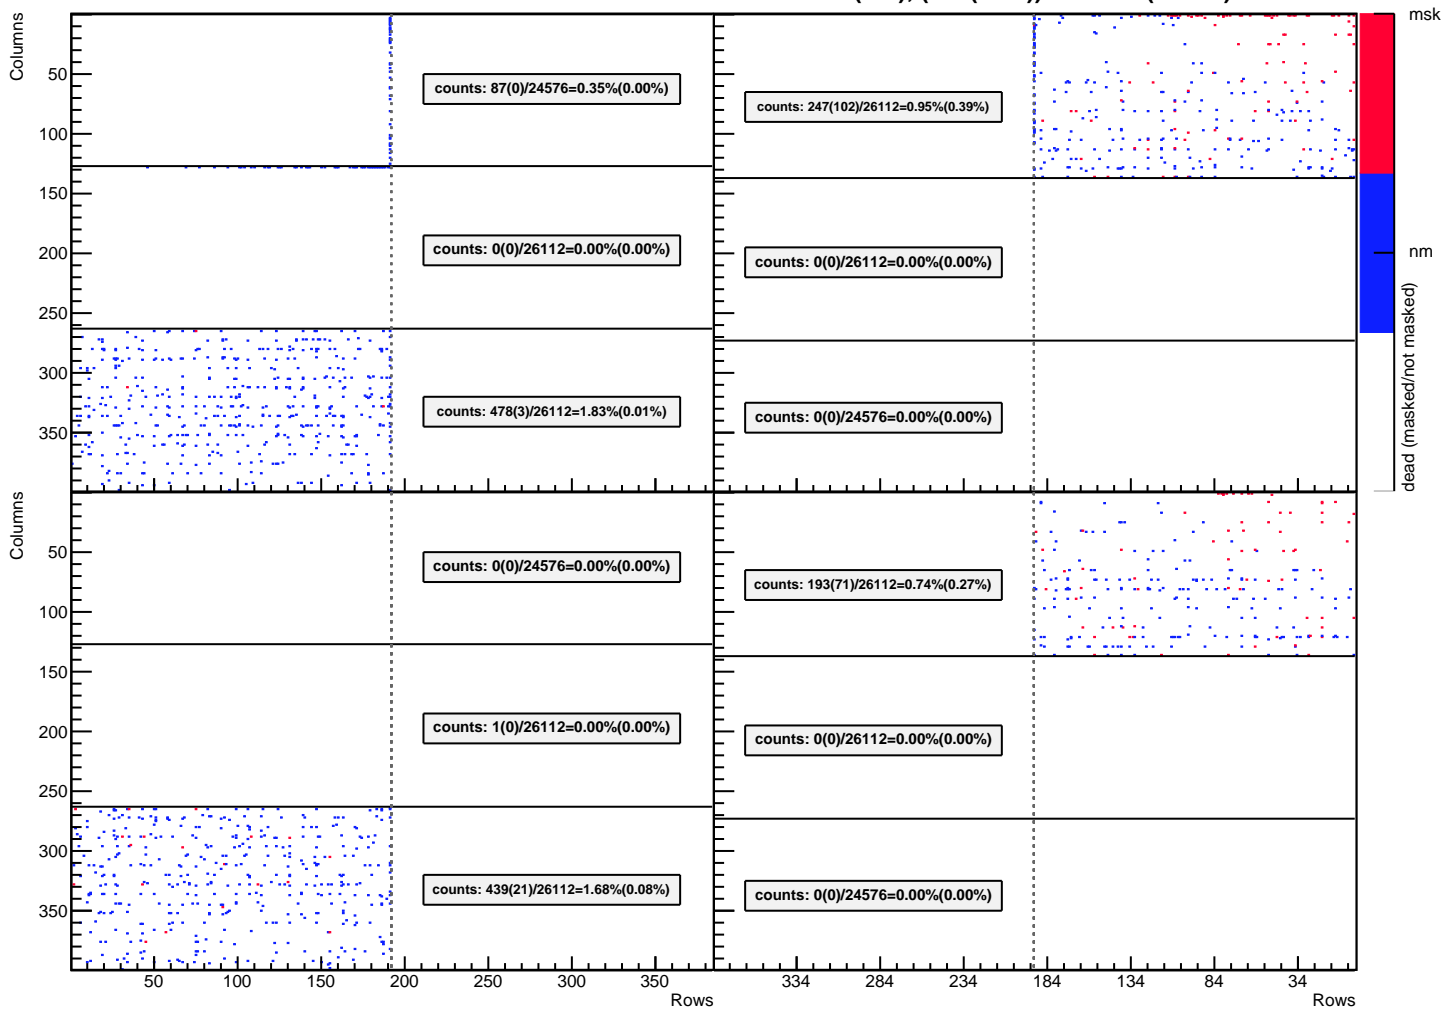 Columns
50
100
150
200
250
300
350
counts: 87(0)/24576=0.35%(0.00%)
counts: 0(0)/26112=0.00%(0.00%)
counts: 478(3)/26112=1.83%(0.01%)
counts: 247(102)/26112=0.95%(0.39%)
counts: 0(0)/26112=0.00%(0.00%)
counts: 0(0)/24576=0.00%(0.00%)
msk
nm
dead (masked/not masked)
Columns
50
100
150
200
250
300
350
counts: 0(0)/24576=0.00%(0.00%)
counts: 1(0)/26112=0.00%(0.00%)
counts: 439(21)/26112=1.68%(0.08%)
counts: 193(71)/26112=0.74%(0.27%)
counts: 0(0)/26112=0.00%(0.00%)
counts: 0(0)/24576=0.00%(0.00%)
50 100 150 200 250 300 350
Rows
334 284 234 184 134 84 34
Rows